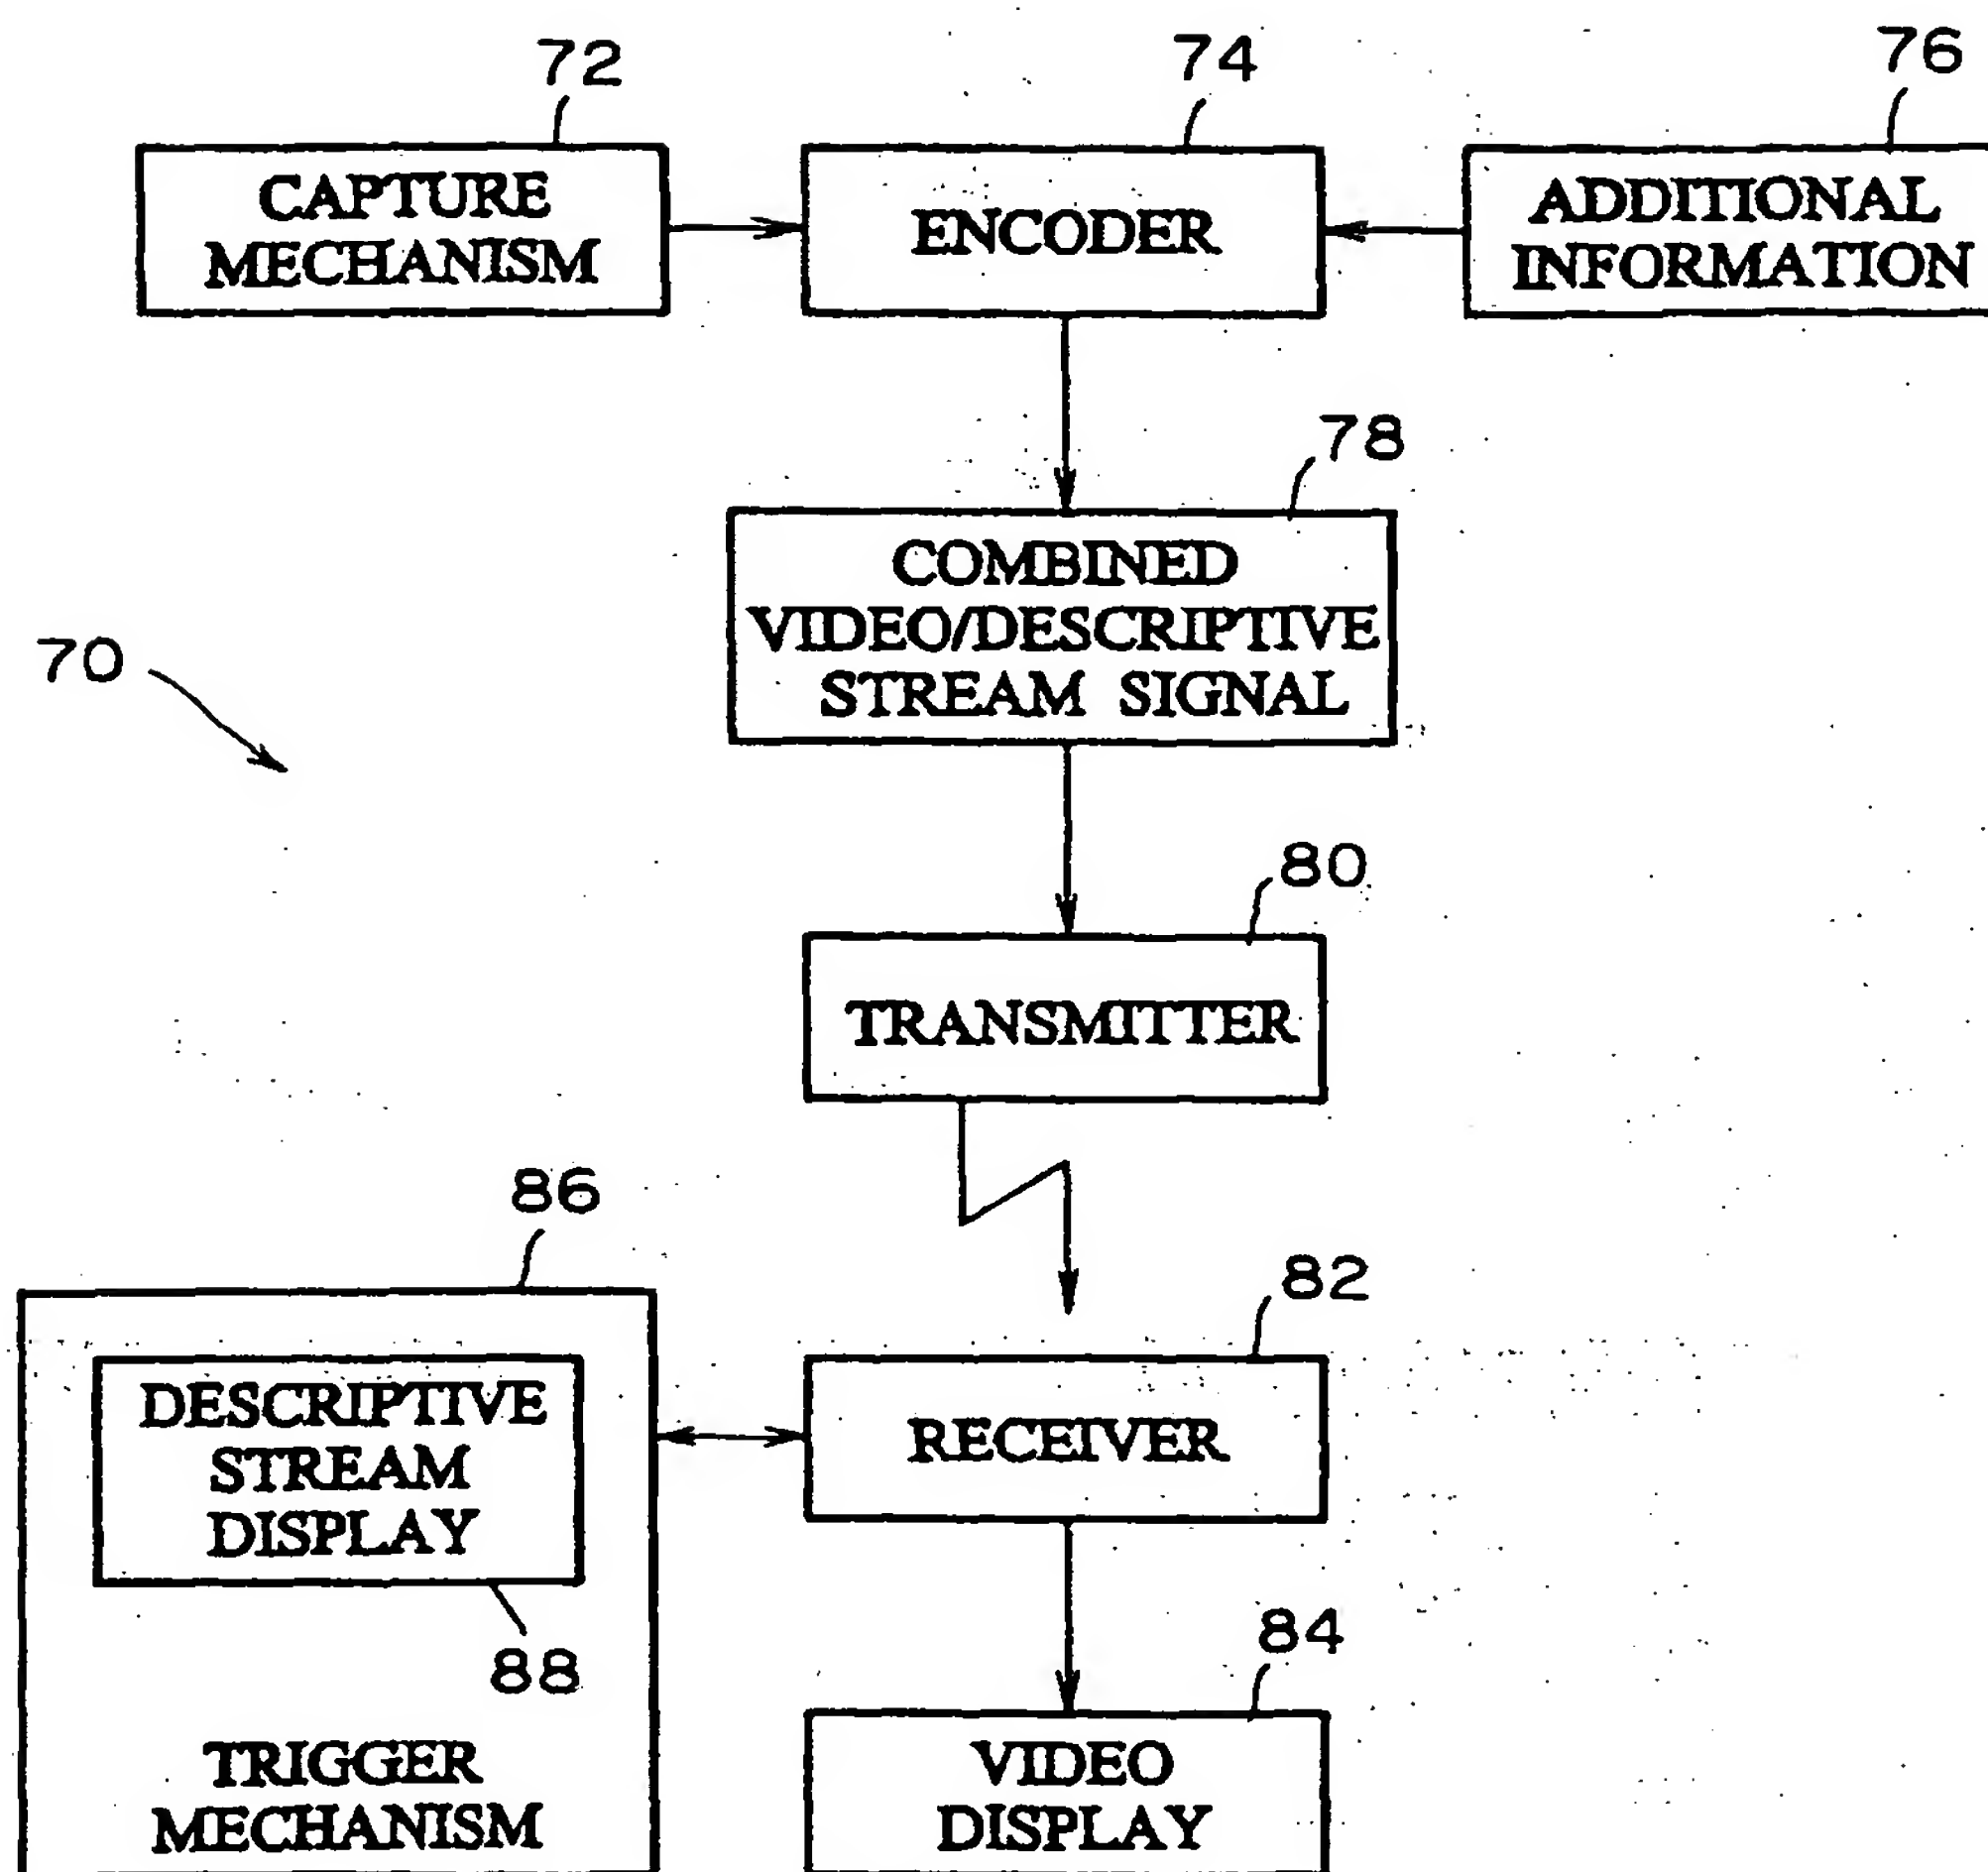 72
74
76
CAPTURE
MECHANISM
ENCODER
ADDITIONAL
INFORMATION
78
COMBINED
VIDEO/DESCRIPTIVE
STREAM SIGNAL
70
80
TRANSMITTER
86
82
DESCRIPTIVE
STREAM
DISPLAY
RECEIVER
88
84
TRIGGER
MECHANISM
VIDEO
DISPLAY